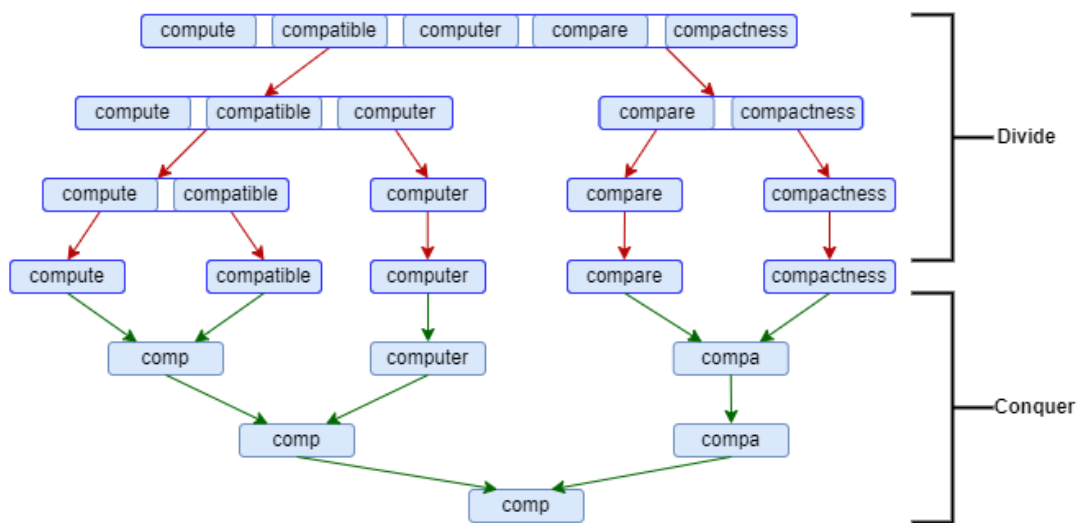 compute compatible computer compare compactness
compute compatible computer compare compactness
Divide
compute compatible computer compare compactness
compute compatible computer compare compactness
comp computer compa
Conquer
comp compa
comp